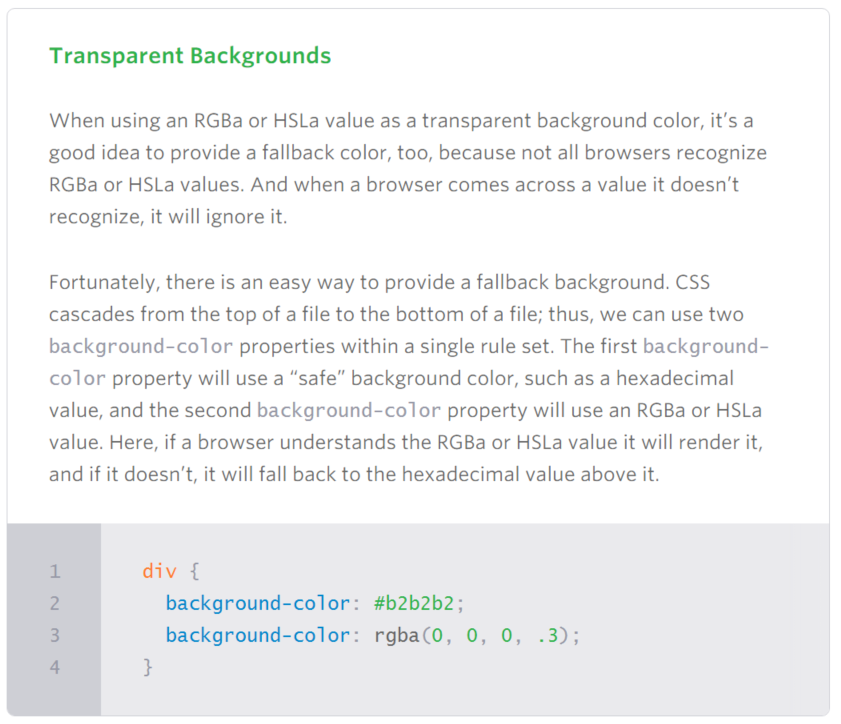 Transparent Backgrounds
When using an RGBa or HSLa value as a transparent background color, it’s a
good idea to provide a fallback color, too, because not all browsers recognize
RGBa or HSLa values. And when a browser comes across a value it doesn’t
recognize, it will ignore it.
Fortunately, there is an easy way to provide a fallback background. CSS
cascades from the top of a file to the bottom of a file; thus, we can use two
background-color properties within a single rule set. The first background-
color property will use a “safe” background color, such as a hexadecimal
value, and the second background-color property will use an RGBa or HSLa
value. Here, if a browser understands the RGBa or HSLa value it will render it,
and if it doesn’t, it will fall back to the hexadecimal value above it.
1 div {
2 background-color: #b2b2b2;
3 background-color: rgba(0, 0, 0, .3);
4 }